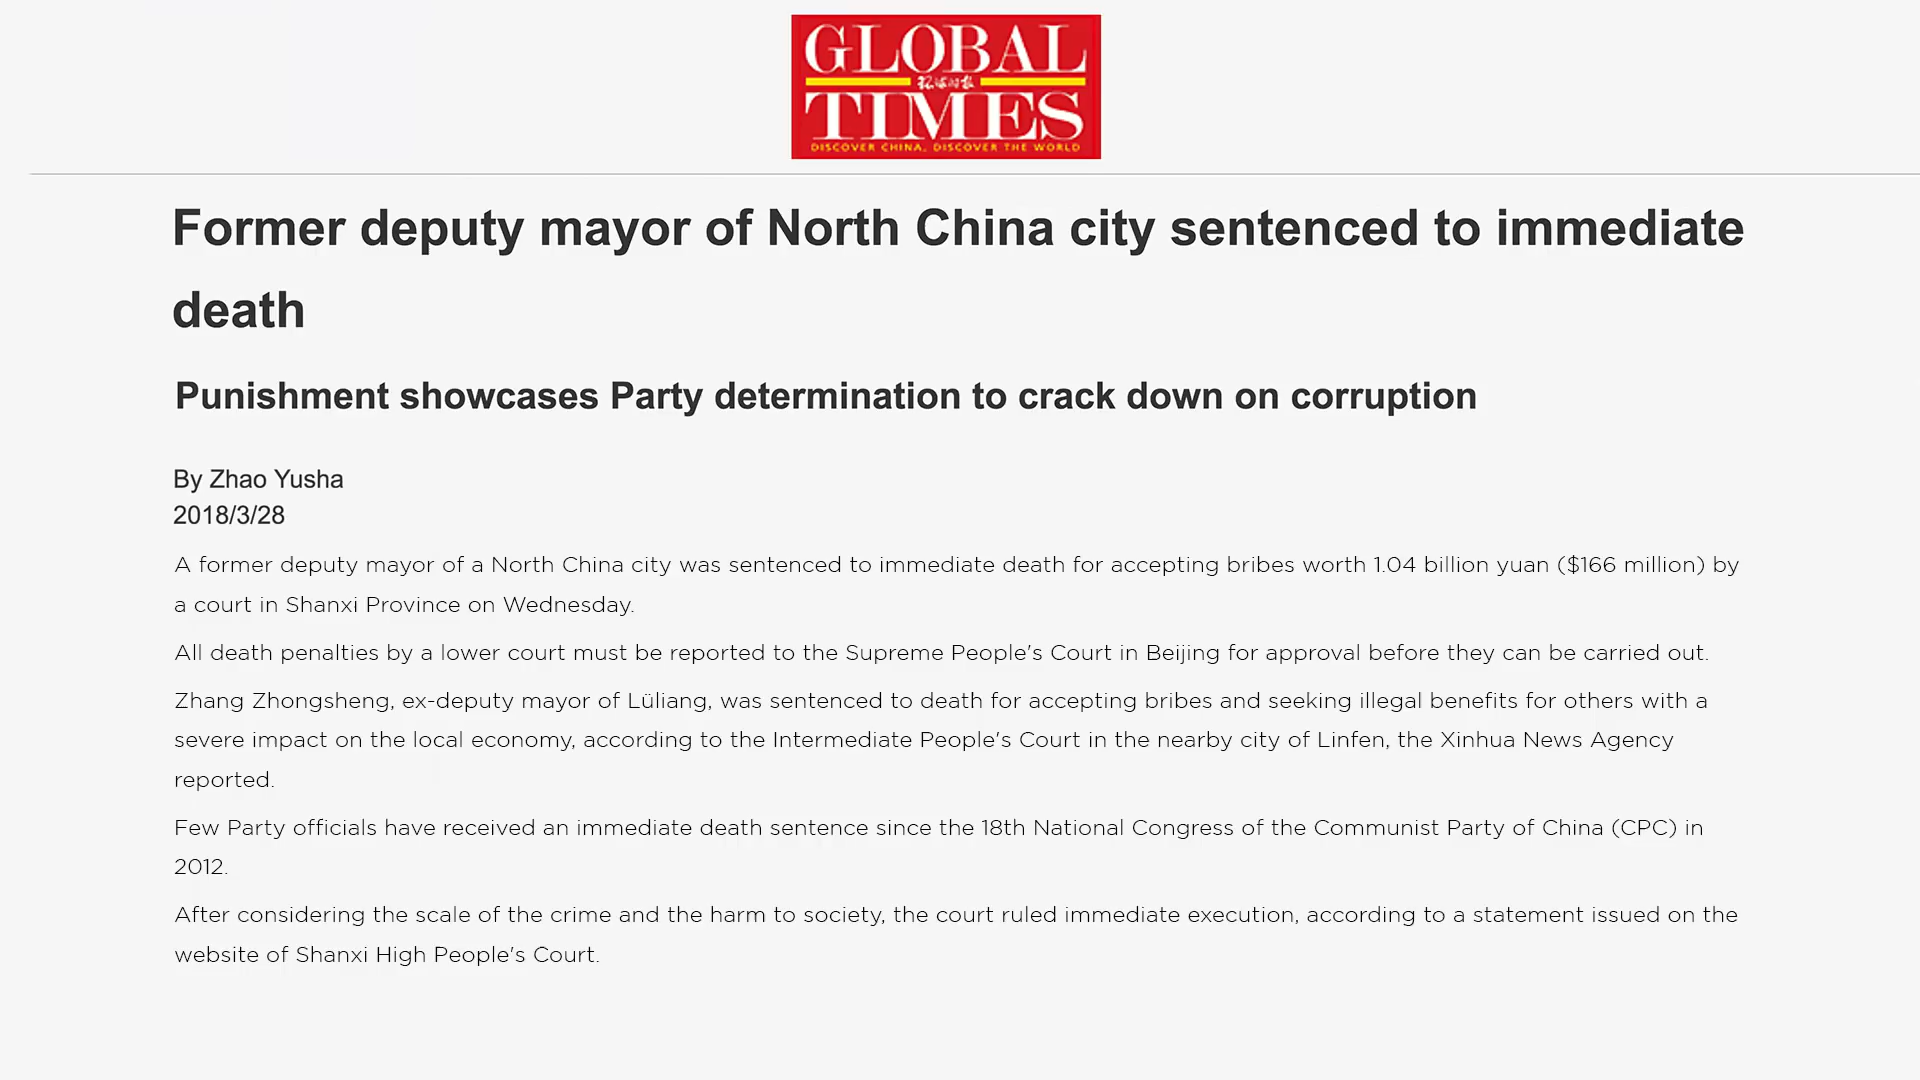 GLOBAL
环球时报
TIMES
DISCOVER CHINA, DISCOVER THE WORLD
Former deputy mayor of North China city sentenced to immediate
death
Punishment showcases Party determination to crack down on corruption
By Zhao Yusha
2018/3/28
A former deputy mayor of a North China city was sentenced to immediate death for accepting bribes worth 1.04 billion yuan ($166 million) by
a court in Shanxi Province on Wednesday.
All death penalties by a lower court must be reported to the Supreme People's Court in Beijing for approval before they can be carried out.
Zhang Zhongsheng, ex-deputy mayor of Lüliang, was sentenced to death for accepting bribes and seeking illegal benefits for others with a
severe impact on the local economy, according to the Intermediate People's Court in the nearby city of Linfen, the Xinhua News Agency
reported.
Few Party officials have received an immediate death sentence since the 18th National Congress of the Communist Party of China (CPC) in
2012.
After considering the scale of the crime and the harm to society, the court ruled immediate execution, according to a statement issued on the
website of Shanxi High People's Court.